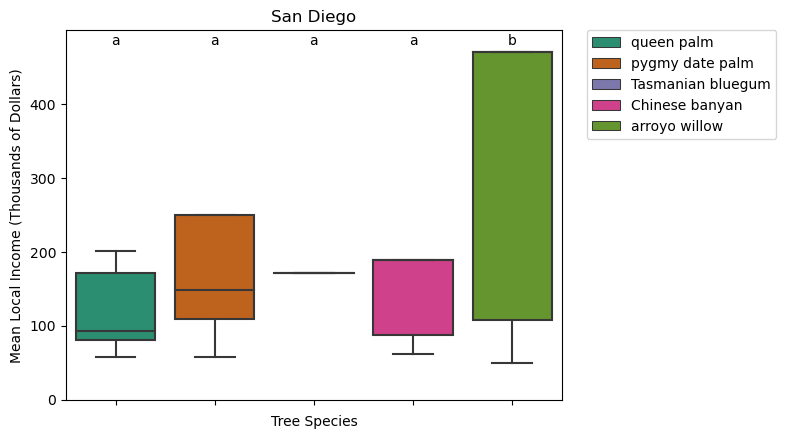 San Diego
a a a a b
Mean Local Income (Thousands of Dollars)
400
300
200
100
0
Tree Species
queen palm
pygmy date palm
Tasmanian bluegum
Chinese banyan
arroyo willow